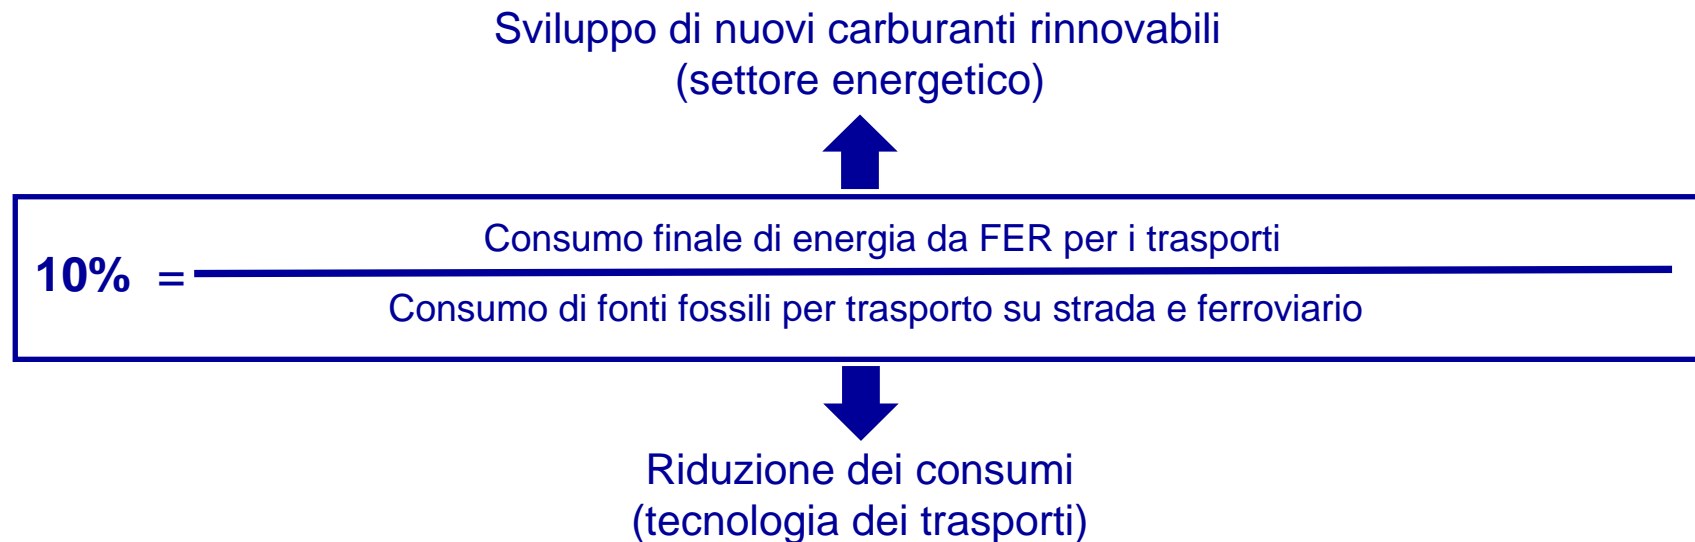 Sviluppo di nuovi carburanti rinnovabili
(settore energetico)
Consumo finale di energia da FER per i trasporti
10% =
Consumo di fonti fossili per trasporto su strada e ferroviario
Riduzione dei consumi
(tecnologia dei trasporti)